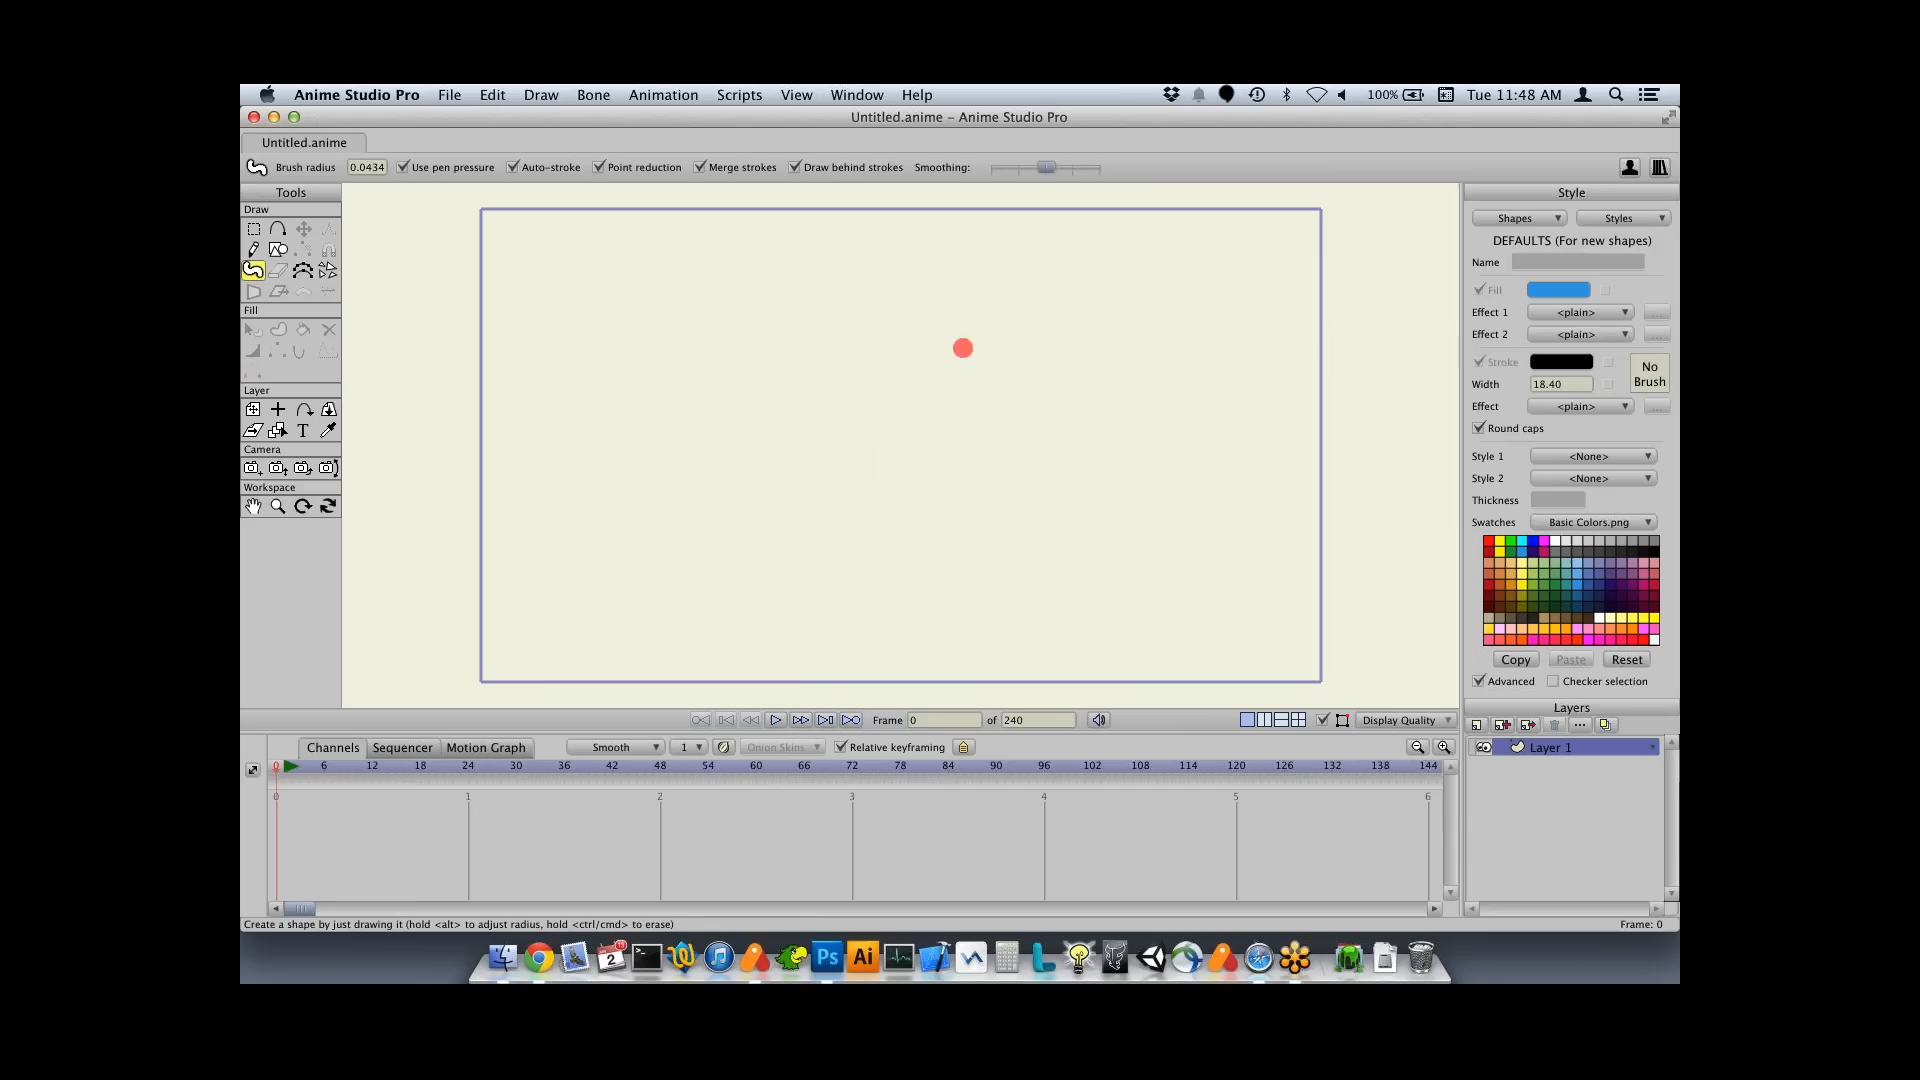 Anime Studio Pro File Edit Draw Bone Animation Scripts View Window Help 100% Tue 11:48 AM
Untitled.anime – Anime Studio Pro
Untitled.anime
Brush radius 0.0434 Use pen pressure Auto-stroke Point reduction Merge strokes Draw behind strokes Smoothing:
Tools
Draw
Fill
Layer
T
Camera
Workspace
Style
Shapes Styles
DEFAULTS (For new shapes)
Name
Fill
Effect 1 <plain> ...
Effect 2 <plain> ...
Stroke
No
Brush
Width 18.40
Effect <plain> ...
Round caps
Style 1 <None>
Style 2 <None>
Thickness
Swatches Basic Colors.png
Copy Paste Reset
Advanced Checker selection
Frame 0 of 240 Display Quality
Layers
Layer 1
Channels Sequencer Motion Graph Smooth 1 Onion Skins Relative keyframing
0 6 12 18 24 30 36 42 48 54 60 66 72 78 84 90 96 102 108 114 120 126 132 138 144
0 1 2 3 4 5 6
Create a shape by just drawing it (hold <alt> to adjust radius, hold <ctrl/cmd> to erase) Frame: 0
2 Ps Ai